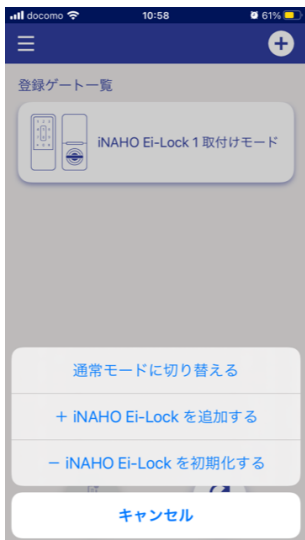 docomo 10:58 61%
登録ゲート一覧
iNAHO Ei-Lock 1 取付けモード
通常モードに切り替える
+ iNAHO Ei-Lock を追加する
− iNAHO Ei-Lock を初期化する
キャンセル